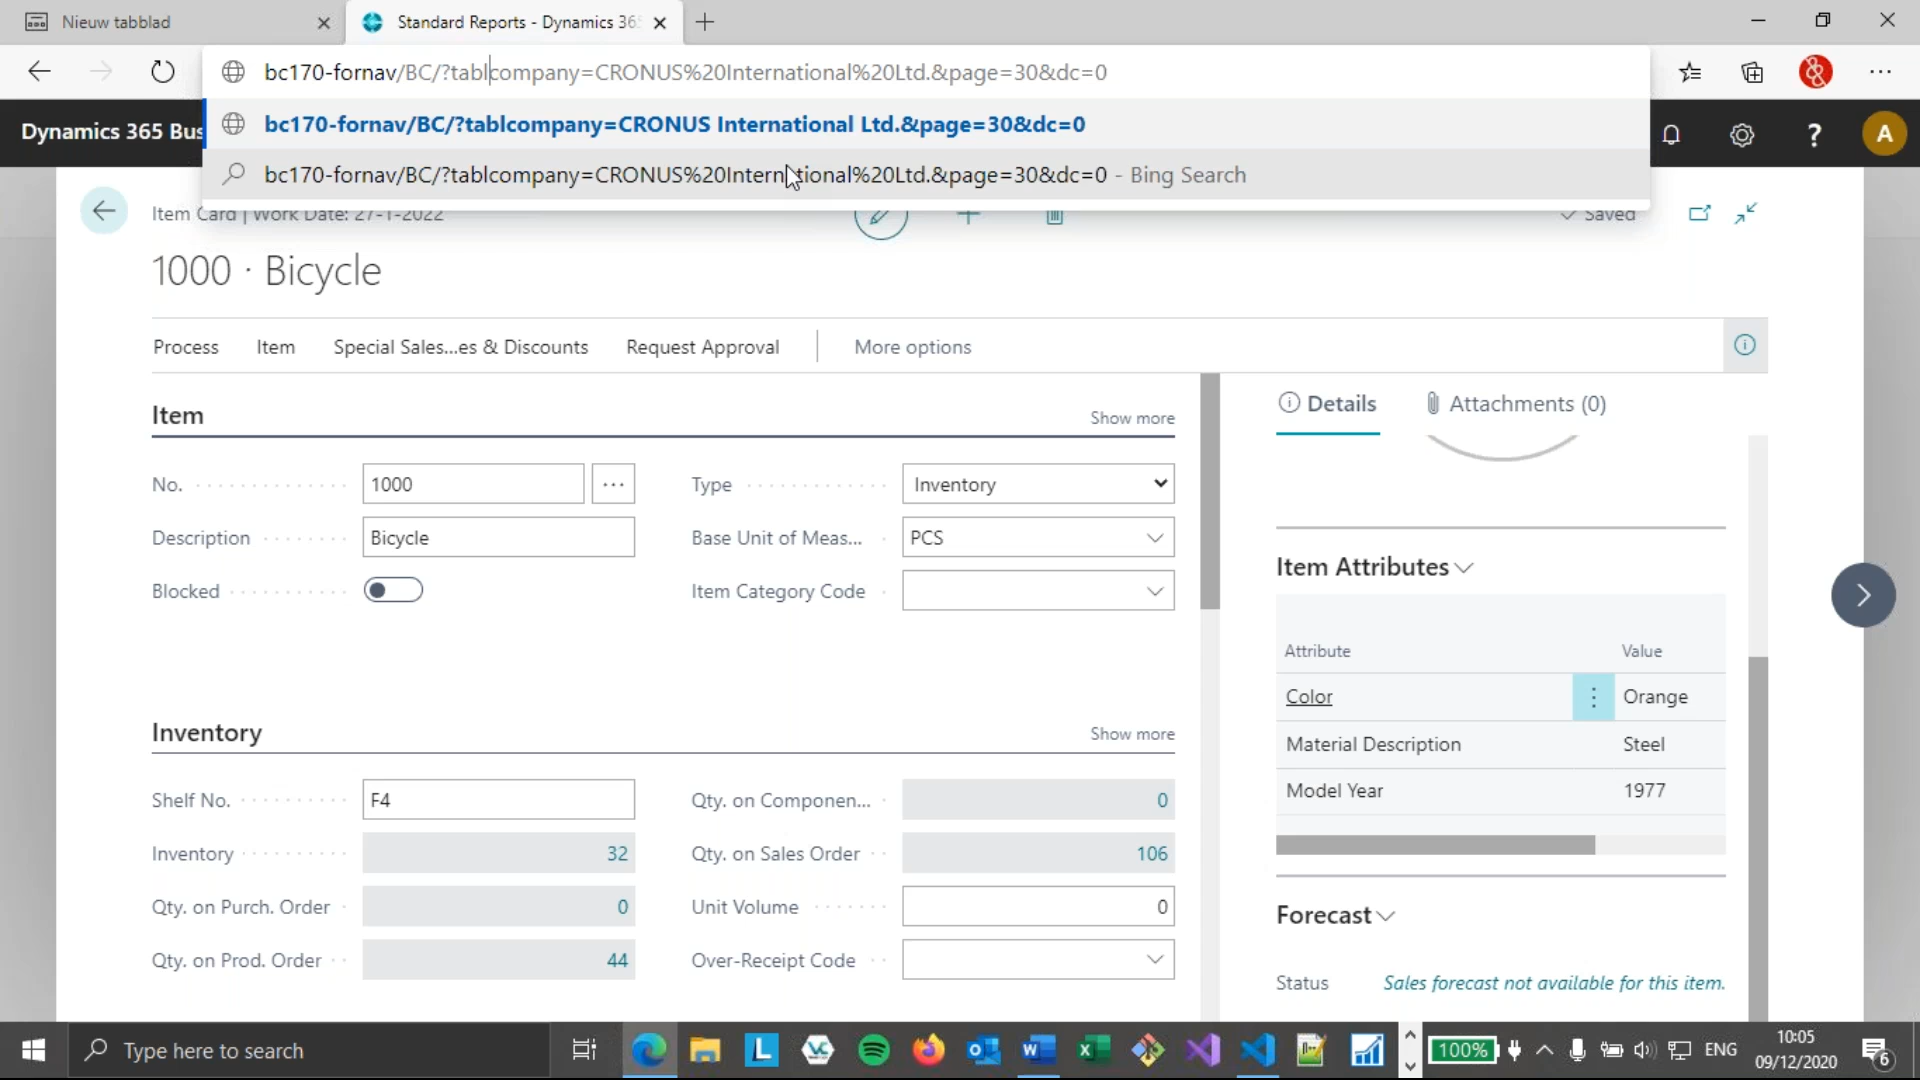 Nieuw tabblad
Standard Reports - Dynamics 365
bc170-fornav/BC/?tablcompany=CRONUS%20International%20Ltd.&page=30&dc=0
Dynamics 365 Bus
bc170-fornav/BC/?tablcompany=CRONUS International Ltd.&page=30&dc=0
A
bc170-fornav/BC/?tablcompany=CRONUS%20International%20Ltd.&page=30&dc=0 - Bing Search
Item Card | Work Date: 27-1-2022
Saved
1000 · Bicycle
Process Item Special Sales...es & Discounts Request Approval More options
Item
Show more
Details
Attachments (0)
No. 1000
Type Inventory
Description Bicycle
Base Unit of Meas... PCS
Blocked
Item Category Code
Item Attributes
Attribute Value
Color Orange
Material Description Steel
Model Year 1977
Inventory
Show more
Shelf No. F4
Qty. on Componen... 0
Inventory 32
Qty. on Sales Order 106
Qty. on Purch. Order 0
Unit Volume 0
Qty. on Prod. Order 44
Over-Receipt Code
Forecast
Status Sales forecast not available for this item.
Type here to search
100%
ENG
10:05
09/12/2020
6